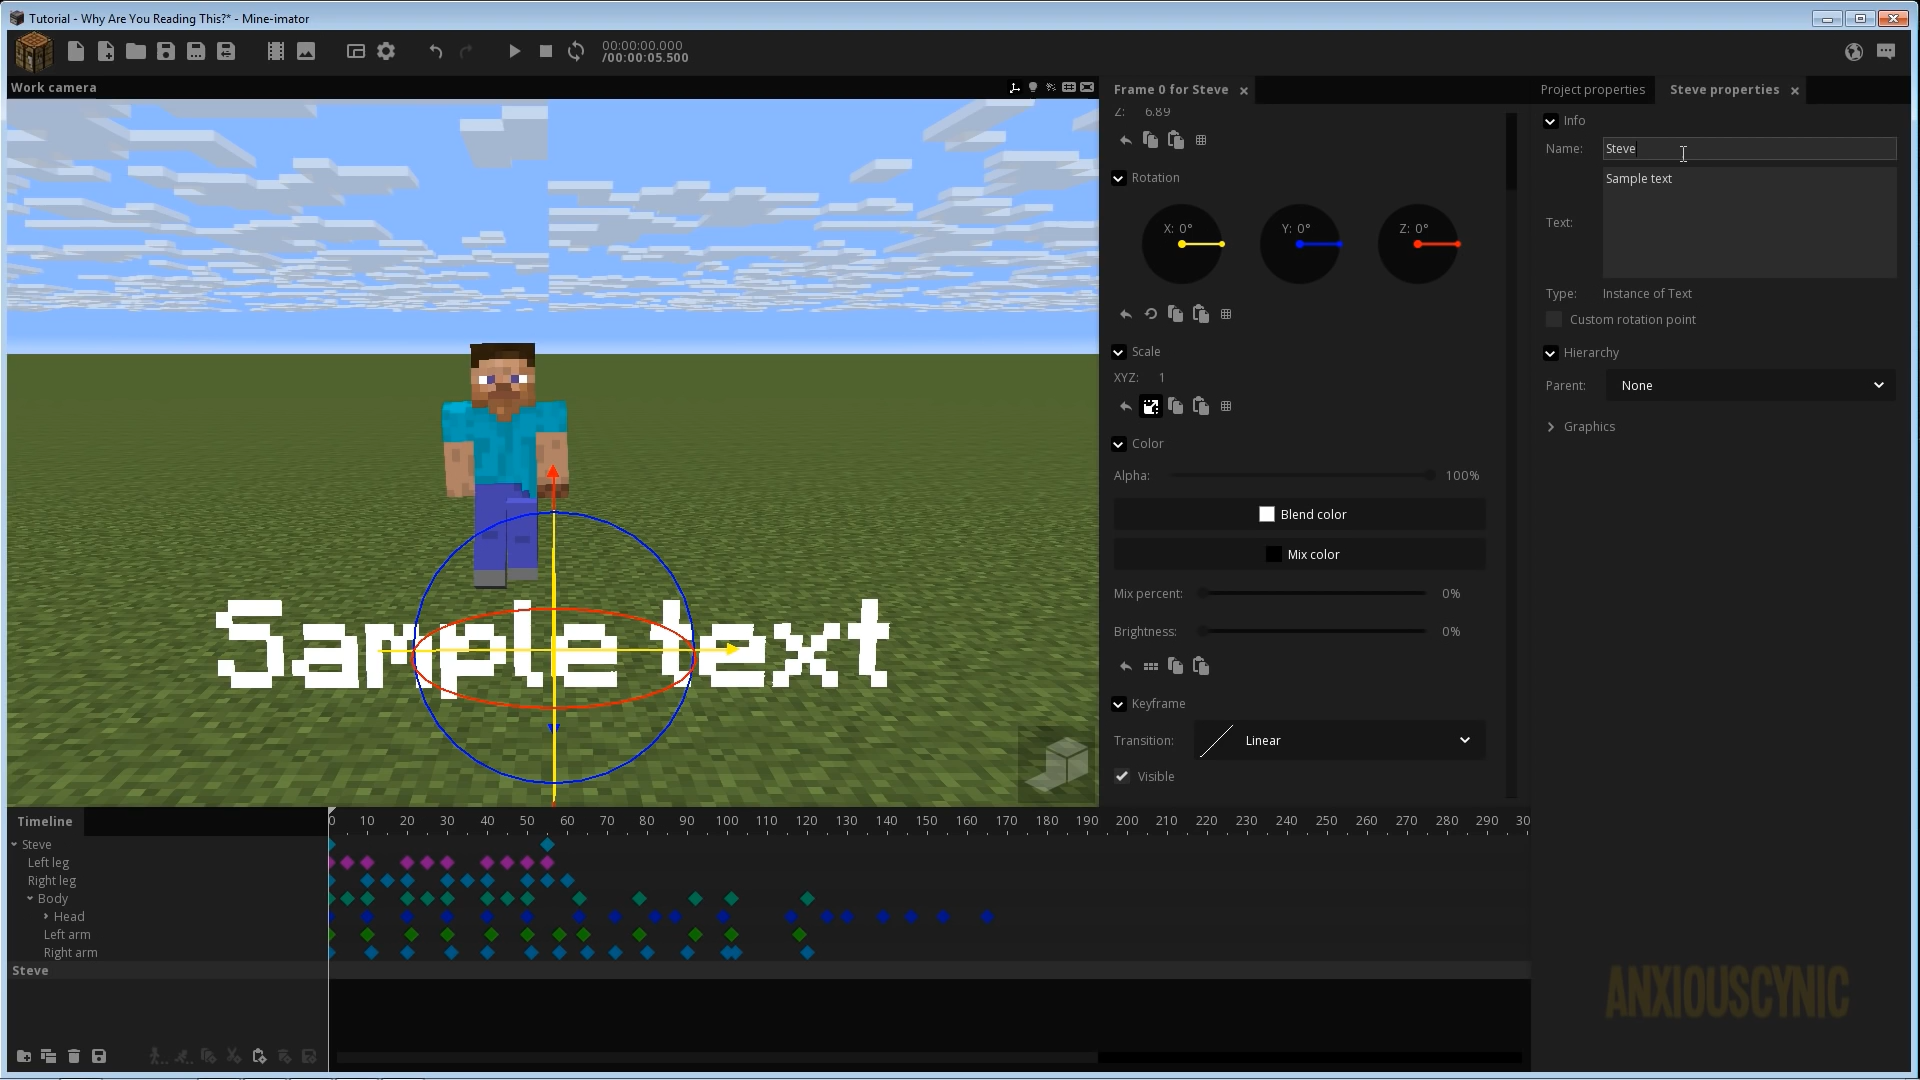 Tutorial - Why Are You Reading This?* - Mine-imator
00:00:00.000
/00:00:05.500
Work camera
Frame 0 for Steve
Project properties
Steve properties
Z: 6.89
Rotation
X: 0°
Y: 0°
Z: 0°
Scale
XYZ: 1
Color
Alpha: 100%
Blend color
Mix color
Mix percent: 0%
Brightness: 0%
Keyframe
Transition: Linear
Visible
Info
Name: Steve
Text: Sample text
Type: Instance of Text
Custom rotation point
Hierarchy
Parent: None
Graphics
Sample text
Timeline
0 10 20 30 40 50 60 70 80 90 100 110 120 130 140 150 160 170 180 190 200 210 220 230 240 250 260 270 280 290 30
Steve
Left leg
Right leg
Body
Head
Left arm
Right arm
Steve
ANXIOUSCYNIC